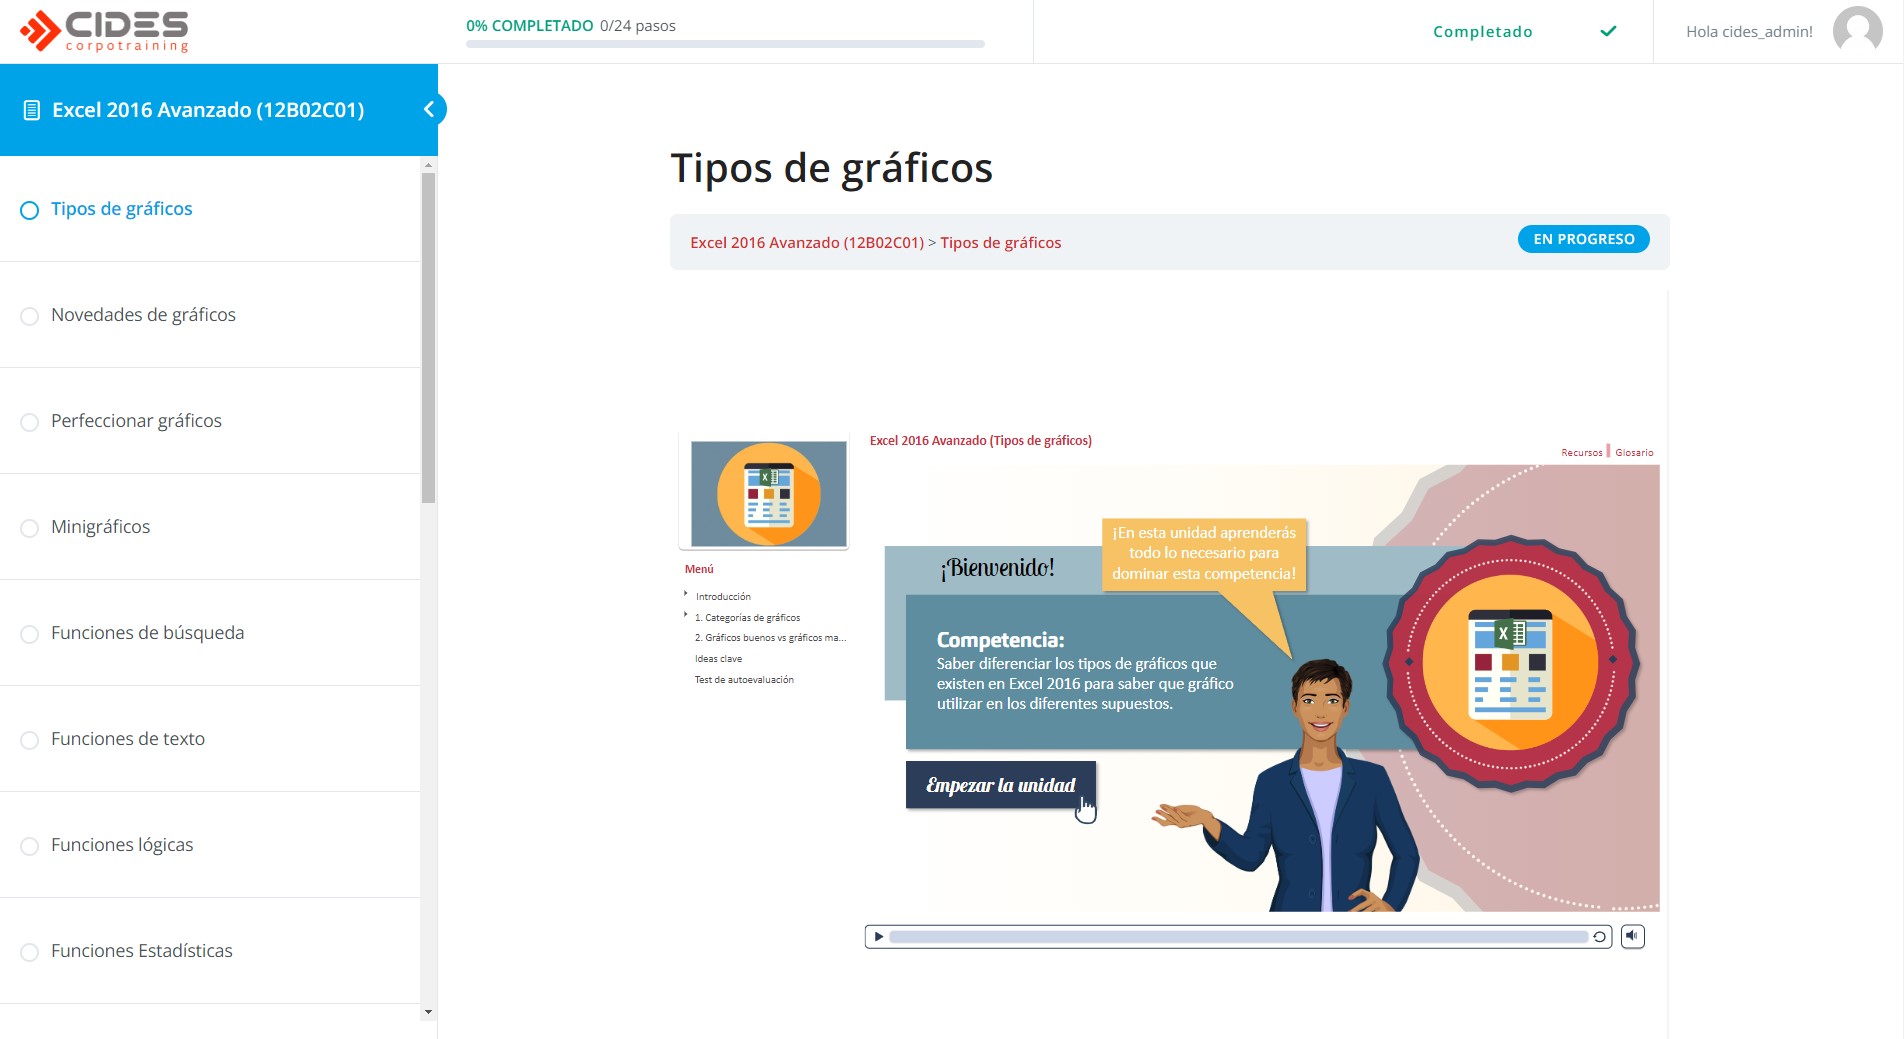 CIDES
corpotraining
0% COMPLETADO 0/24 pasos
Completado
Hola cides_admin!
Excel 2016 Avanzado (12B02C01)
Tipos de gráficos
Novedades de gráficos
Perfeccionar gráficos
Minigráficos
Funciones de búsqueda
Funciones de texto
Funciones lógicas
Funciones Estadísticas
Tipos de gráficos
Excel 2016 Avanzado (12B02C01) > Tipos de gráficos
EN PROGRESO
Excel 2016 Avanzado (Tipos de gráficos)
Recursos
Glosario
Menú
Introducción
1. Categorías de gráficos
2. Gráficos buenos vs gráficos ma...
Ideas clave
Test de autoevaluación
¡Bienvenido!
¡En esta unidad aprenderás
todo lo necesario para
dominar esta competencia!
Competencia:
Saber diferenciar los tipos de gráficos que
existen en Excel 2016 para saber que gráfico
utilizar en los diferentes supuestos.
Empezar la unidad
X
X